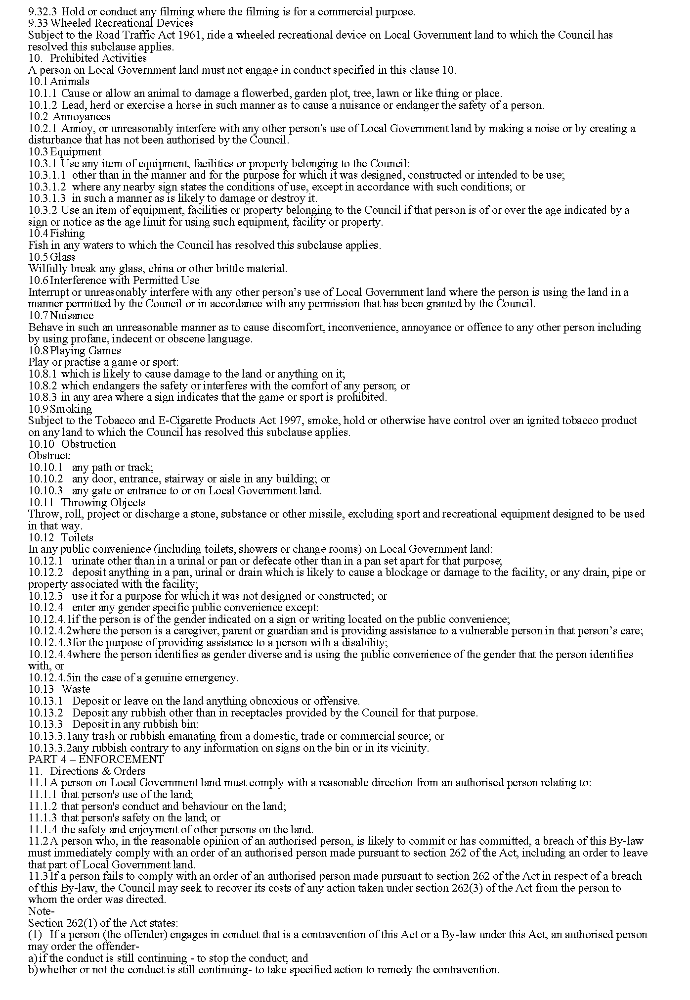 9.32.3 Hold or conduct any filming where the filming is for a commercial purpose.
9.33 Wheeled Recreational Devices
Subject to the Road Traffic Act 1961, ride a wheeled recreational device on Local Government land to which the Council has
resolved this subclause applies.
10. Prohibited Activities
A person on Local Government land must not engage in conduct specified in this clause 10.
10.1 Animals
10.1.1 Cause or allow an animal to damage a flowerbed, garden plot, tree, lawn or like thing or place.
10.1.2 Lead, herd or exercise a horse in such manner as to cause a nuisance or endanger the safety of a person.
10.2 Annoyances
10.2.1 Annoy, or unreasonably interfere with any other person's use of Local Government land by making a noise or by creating a
disturbance that has not been authorised by the Council.
10.3 Equipment
10.3.1 Use any item of equipment, facilities or property belonging to the Council:
10.3.1.1 other than in the manner and for the purpose for which it was designed, constructed or intended to be use;
10.3.1.2 where any nearby sign states the conditions of use, except in accordance with such conditions; or
10.3.1.3 in such a manner as is likely to damage or destroy it.
10.3.2 Use an item of equipment, facilities or property belonging to the Council if that person is of or over the age indicated by a
sign or notice as the age limit for using such equipment, facility or property.
10.4 Fishing
Fish in any waters to which the Council has resolved this subclause applies.
10.5 Glass
Wilfully break any glass, china or other brittle material.
10.6 Interference with Permitted Use
Interrupt or unreasonably interfere with any other person’s use of Local Government land where the person is using the land in a
manner permitted by the Council or in accordance with any permission that has been granted by the Council.
10.7 Nuisance
Behave in such an unreasonable manner as to cause discomfort, inconvenience, annoyance or offence to any other person including
by using profane, indecent or obscene language.
10.8 Playing Games
Play or practise a game or sport:
10.8.1 which is likely to cause damage to the land or anything on it;
10.8.2 which endangers the safety or interferes with the comfort of any person; or
10.8.3 in any area where a sign indicates that the game or sport is prohibited.
10.9 Smoking
Subject to the Tobacco and E-Cigarette Products Act 1997, smoke, hold or otherwise have control over an ignited tobacco product
on any land to which the Council has resolved this subclause applies.
10.10 Obstruction
Obstruct:
10.10.1 any path or track;
10.10.2 any door, entrance, stairway or aisle in any building; or
10.10.3 any gate or entrance to or on Local Government land.
10.11 Throwing Objects
Throw, roll, project or discharge a stone, substance or other missile, excluding sport and recreational equipment designed to be used
in that way.
10.12 Toilets
In any public convenience (including toilets, showers or change rooms) on Local Government land:
10.12.1 urinate other than in a urinal or pan or defecate other than in a pan set apart for that purpose;
10.12.2 deposit anything in a pan, urinal or drain which is likely to cause a blockage or damage to the facility, or any drain, pipe or
property associated with the facility;
10.12.3 use it for a purpose for which it was not designed or constructed; or
10.12.4 enter any gender specific public convenience except:
10.12.4.1if the person is of the gender indicated on a sign or writing located on the public convenience;
10.12.4.2where the person is a caregiver, parent or guardian and is providing assistance to a vulnerable person in that person’s care;
10.12.4.3for the purpose of providing assistance to a person with a disability;
10.12.4.4where the person identifies as gender diverse and is using the public convenience of the gender that the person identifies
with, or
10.12.4.5in the case of a genuine emergency.
10.13 Waste
10.13.1 Deposit or leave on the land anything obnoxious or offensive.
10.13.2 Deposit any rubbish other than in receptacles provided by the Council for that purpose.
10.13.3 Deposit in any rubbish bin:
10.13.3.1any trash or rubbish emanating from a domestic, trade or commercial source; or
10.13.3.2any rubbish contrary to any information on signs on the bin or in its vicinity.
PART 4 – ENFORCEMENT
11. Directions & Orders
11.1 A person on Local Government land must comply with a reasonable direction from an authorised person relating to:
11.1.1 that person's use of the land;
11.1.2 that person's conduct and behaviour on the land;
11.1.3 that person's safety on the land; or
11.1.4 the safety and enjoyment of other persons on the land.
11.2 A person who, in the reasonable opinion of an authorised person, is likely to commit or has committed, a breach of this By-law
must immediately comply with an order of an authorised person made pursuant to section 262 of the Act, including an order to leave
that part of Local Government land.
11.3 If a person fails to comply with an order of an authorised person made pursuant to section 262 of the Act in respect of a breach
of this By-law, the Council may seek to recover its costs of any action taken under section 262(3) of the Act from the person to
whom the order was directed.
Note-
Section 262(1) of the Act states:
(1) If a person (the offender) engages in conduct that is a contravention of this Act or a By-law under this Act, an authorised person
may order the offender-
a) if the conduct is still continuing - to stop the conduct; and
b) whether or not the conduct is still continuing- to take specified action to remedy the contravention.